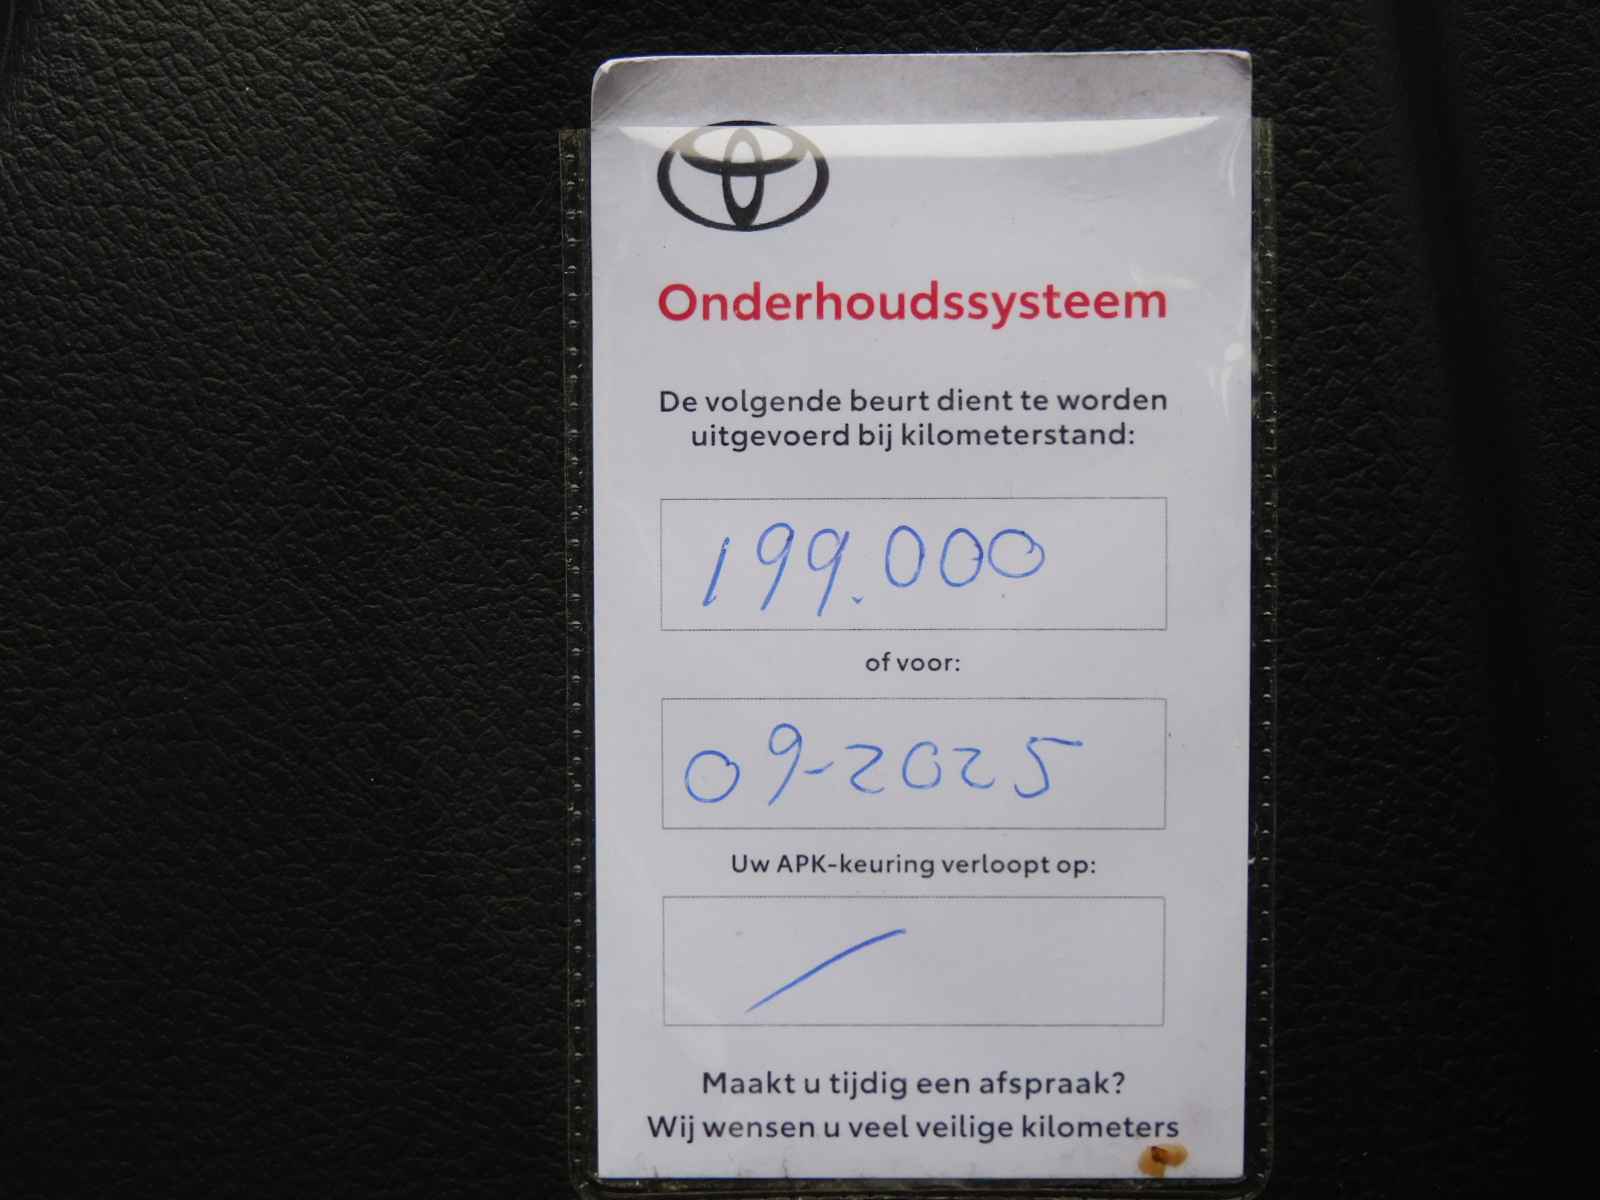 Onderhoudssysteem
De volgende beurt dient te worden
uitgevoerd bij kilometerstand:
199.000
of voor:
09-2025
Uw APK-keuring verloopt op:
Maakt u tijdig een afspraak?
Wij wensen u veel veilige kilometers